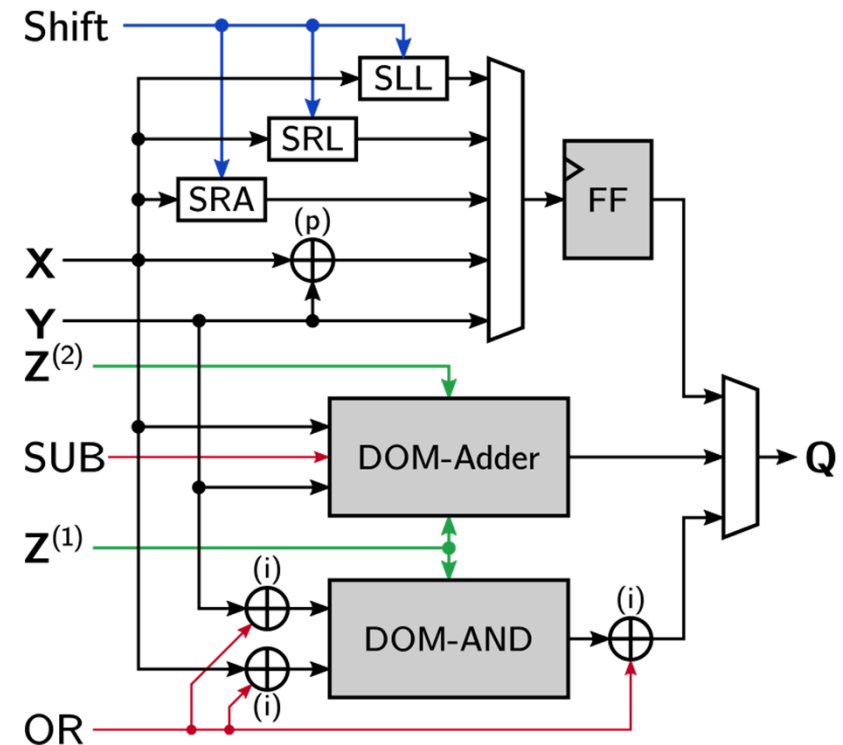 Shift
SLL
SRL
SRA
FF
(p)
X
Y
Z(2)
SUB
DOM-Adder
Q
Z(1)
(i)
(i)
DOM-AND
(i)
OR